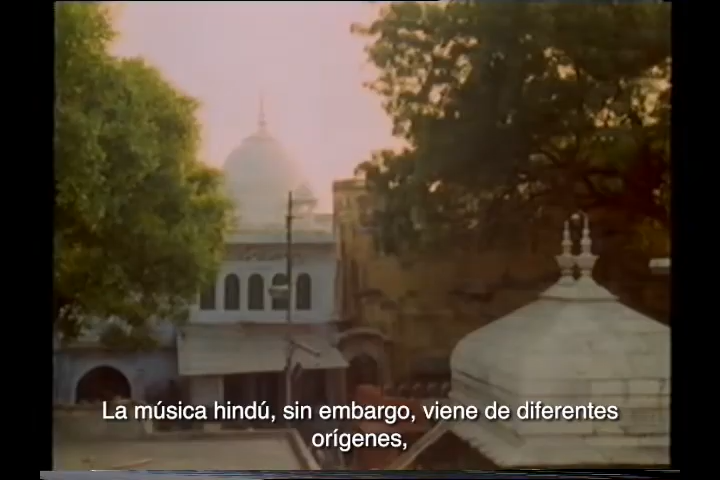 La música hindú, sin embargo, viene de diferentes
orígenes,